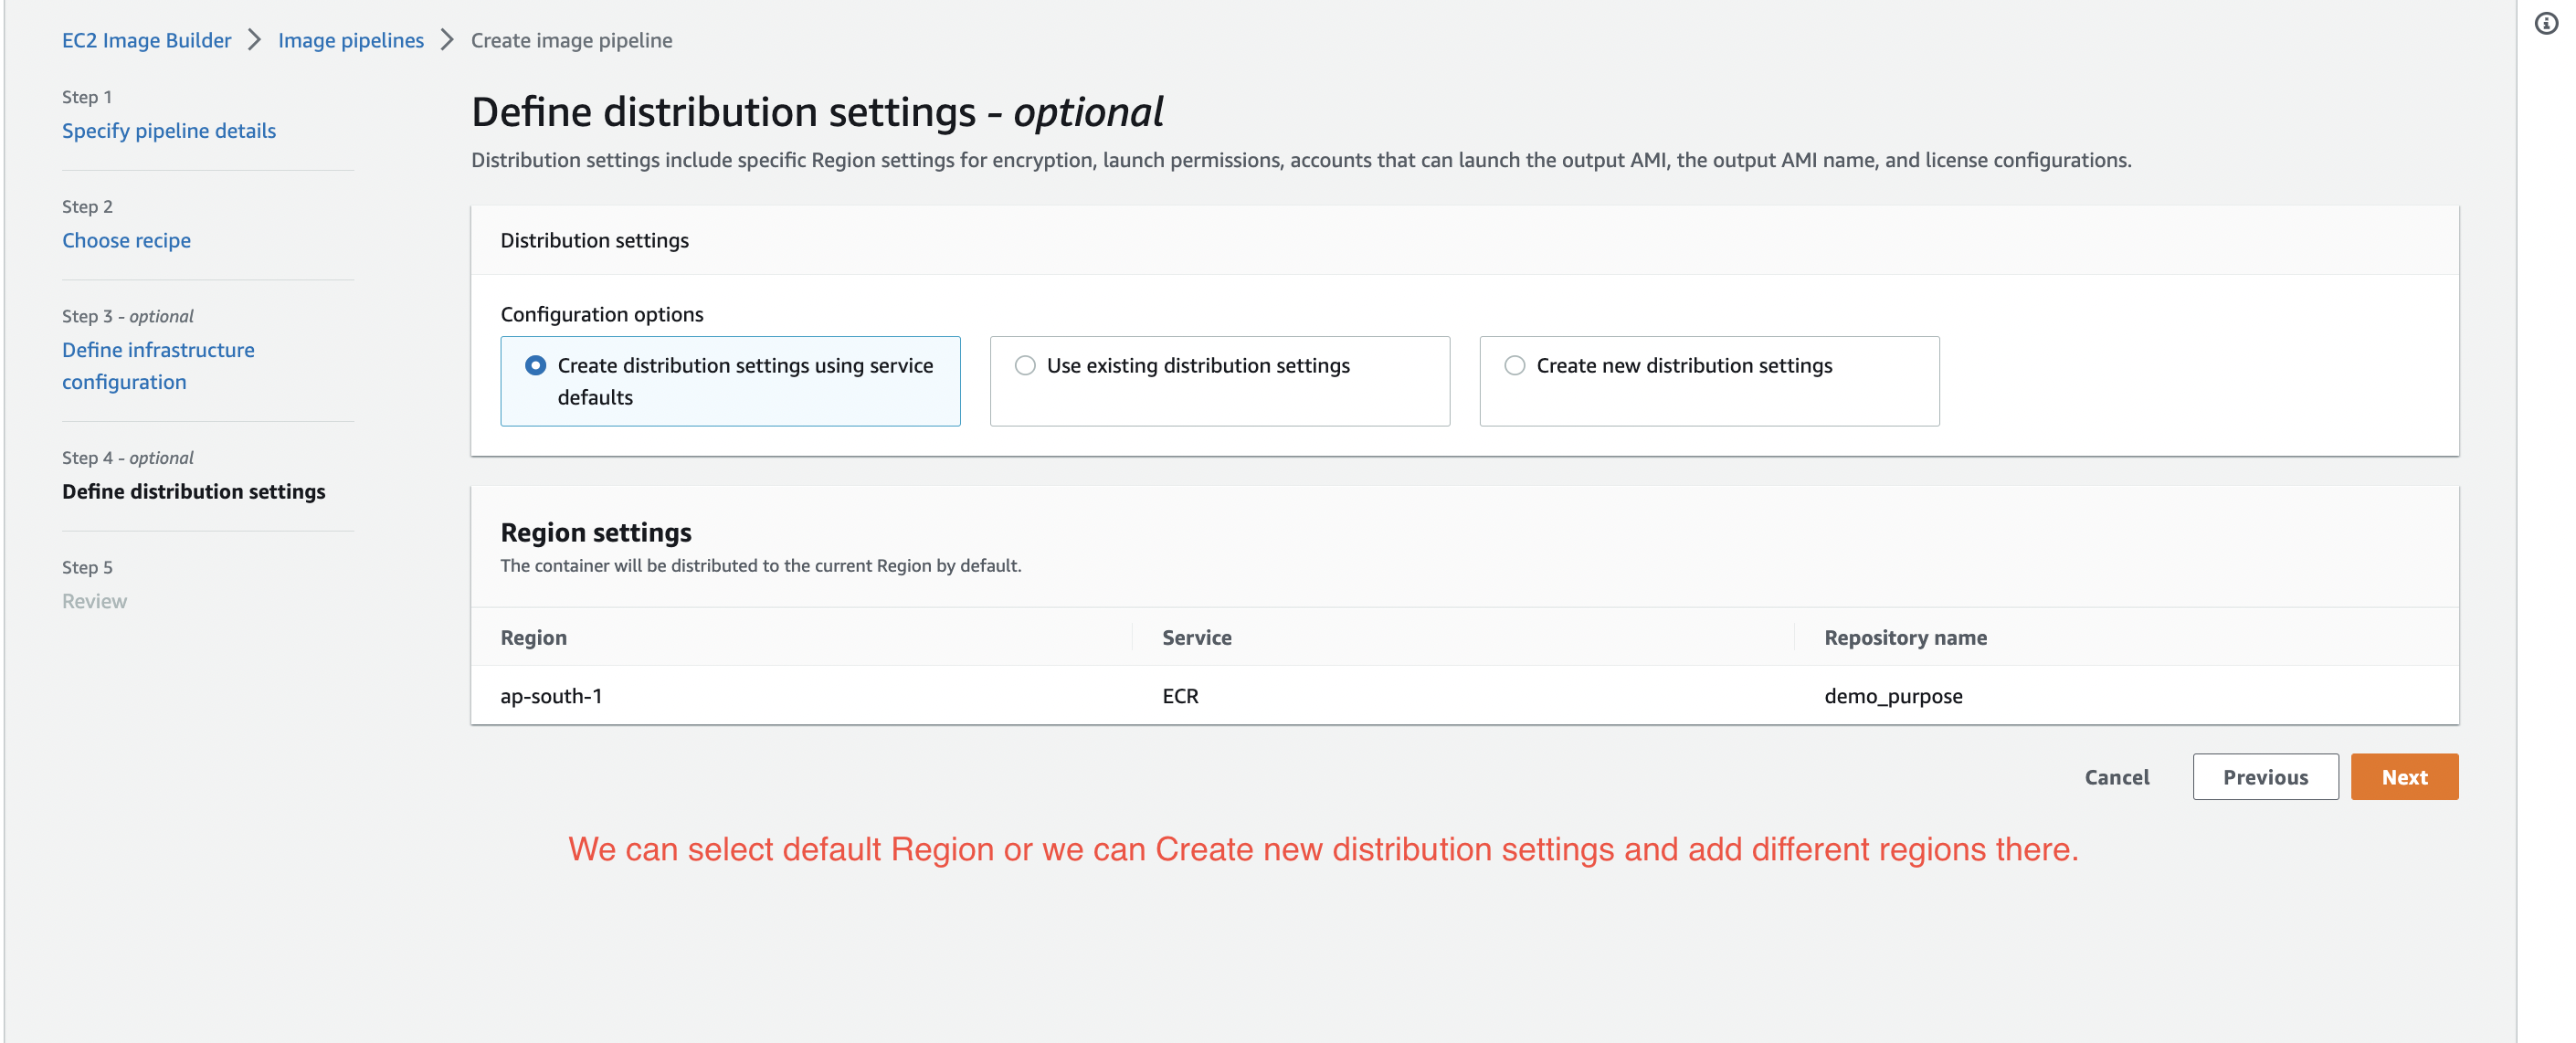 EC2 Image Builder > Image pipelines > Create image pipeline
Step 1
Specify pipeline details
Step 2
Choose recipe
Step 3 - optional
Define infrastructure
configuration
Step 4 - optional
Define distribution settings
Step 5
Review
Define distribution settings - optional
Distribution settings include specific Region settings for encryption, launch permissions, accounts that can launch the output AMI, the output AMI name, and license configurations.
Distribution settings
Configuration options
Create distribution settings using service
defaults
Use existing distribution settings
Create new distribution settings
Region settings
The container will be distributed to the current Region by default.
Region Service Repository name
ap-south-1 ECR demo_purpose
Cancel Previous Next
We can select default Region or we can Create new distribution settings and add different regions there.